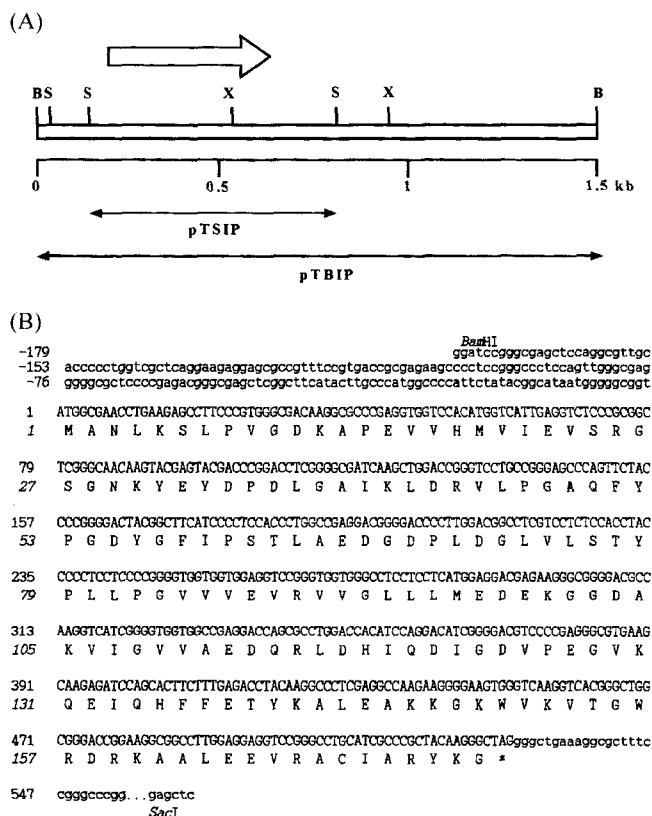 (A)
B S S X S X B
0 0.5 1 1.5 kb
pTSIP
pTBIP
(B)
BamHI
-179 ggatccgggcgagctccaggcgttgc
-153 acccccctggtcgctcaggaagaggagcgccgtttccgtgaccgcgagaagcccctccgggccctccagttgggcgag
-76 ggggcgctccccgagacgggcgagctcggcttcatacttgcccatggccccattctatacggcataatgggggcggt
1 ATGGCGAACCTGAAGAGCCTTCCCGTGGGCGACAAGGCGCCCGAGGTGGTCCACATGGTCATTGAGGTCTCCCGCGGC
1 M A N L K S L P V G D K A P E V V H M V I E V S R G
79 TCGGGCAACAAGTACGAGTACGACCCGGACCTCGGGGCGATCAAGCTGGACCGGGTCCTGCCGGGAGCCCAGTTCTAC
27 S G N K Y E Y D P D L G A I K L D R V L P G A Q F Y
157 CCCGGGGACTACGGCTTCATCCCCTCCACCCTGGCCGAGGACGGGGACCCCTTGGACGGCCTCGTCCTCTCCACCTAC
53 P G D Y G F I P S T L A E D G D P L D G L V L S T Y
235 CCCCTCCTCCCCGGGGTGGTGGTGGAGGTCCGGGTGGTGGGCCTCCTCCTCATGGAGGACGAGAAGGGCGGGGACGCC
79 P L L P G V V V E V R V V G L L L M E D E K G G D A
313 AAGGTCATCGGGGTGGTGGCCGAGGACCAGCGCCTGGACCACATCCAGGACATCGGGGACGTCCCCGAGGGCGTGAAG
105 K V I G V V A E D Q R L D H I Q D I G D V P E G V K
391 CAAGAGATCCAGCACTTCTTTGAGACCTACAAGGCCCTCGAGGCCAAGAAGGGGAAGTGGGTCAAGGTCACGGGCTGG
131 Q E I Q H F F E T Y K A L E A K K G K W V K V T G W
471 CGGGACCGGAAGGCGGCCTTGGAGGAGGTCCGGGCCTGCATCGCCCGCTACAAGGGCTAGgggctgaaaggcgctttc
157 R D R K A A L E E V R A C I A R Y K G *
547 cgggcccgg...gagctc
SacI